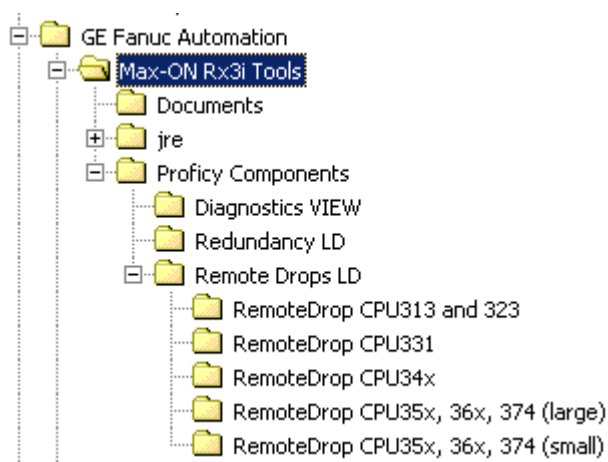 GE Fanuc Automation
Max-ON Rx3i Tools
Documents
jre
Proficy Components
Diagnostics VIEW
Redundancy LD
Remote Drops LD
RemoteDrop CPU313 and 323
RemoteDrop CPU331
RemoteDrop CPU34x
RemoteDrop CPU35x, 36x, 374 (large)
RemoteDrop CPU35x, 36x, 374 (small)